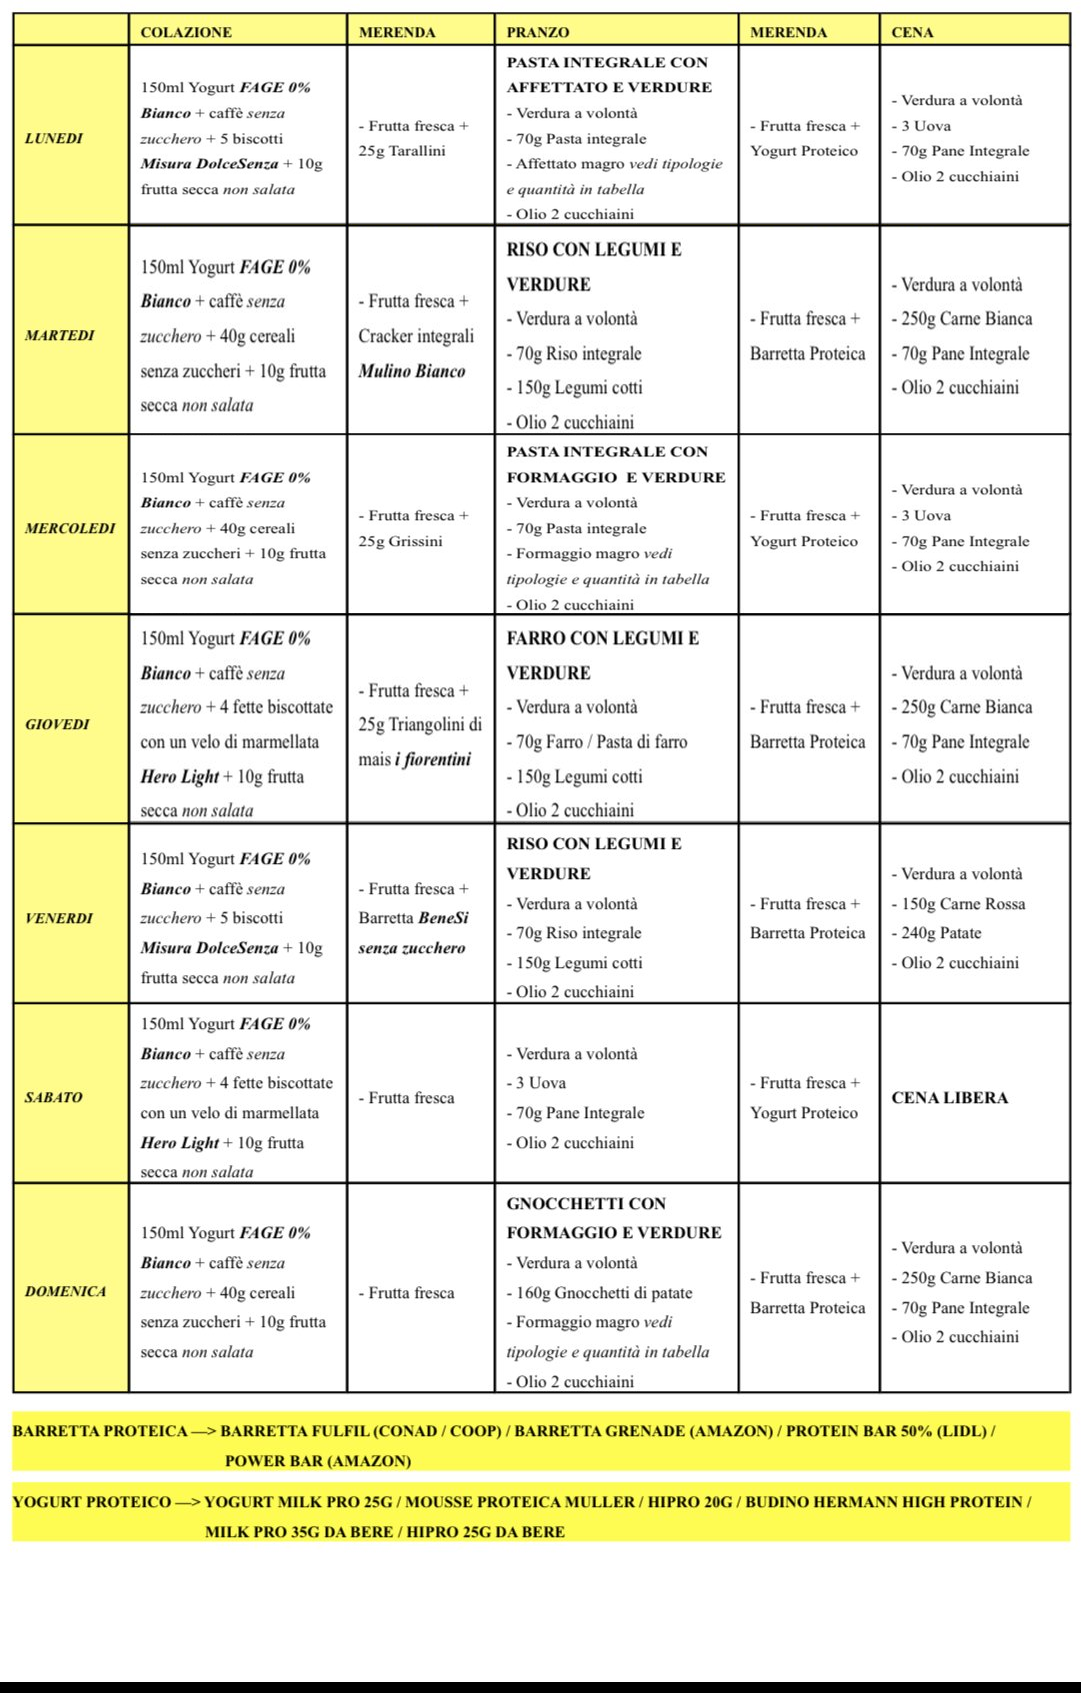 COLAZIONE
MERENDA
PRANZO
MERENDA
CENA
LUNEDI
150ml Yogurt FAGE 0%
Bianco + caffè senza
zucchero + 5 biscotti
Misura DolceSenza + 10g
frutta secca non salata
- Frutta fresca +
25g Tarallini
PASTA INTEGRALE CON
AFFETTATO E VERDURE
- Verdura a volontà
- 70g Pasta integrale
- Affettato magro vedi tipologie
e quantità in tabella
- Olio 2 cucchiaini
- Frutta fresca +
Yogurt Proteico
- Verdura a volontà
- 3 Uova
- 70g Pane Integrale
- Olio 2 cucchiaini
MARTEDI
150ml Yogurt FAGE 0%
Bianco + caffè senza
zucchero + 40g cereali
senza zuccheri + 10g frutta
secca non salata
- Frutta fresca +
Cracker integrali
Mulino Bianco
RISO CON LEGUMI E
VERDURE
- Verdura a volontà
- 70g Riso integrale
- 150g Legumi cotti
- Olio 2 cucchiaini
- Frutta fresca +
Barretta Proteica
- Verdura a volontà
- 250g Carne Bianca
- 70g Pane Integrale
- Olio 2 cucchiaini
MERCOLEDI
150ml Yogurt FAGE 0%
Bianco + caffè senza
zucchero + 40g cereali
senza zuccheri + 10g frutta
secca non salata
- Frutta fresca +
25g Grissini
PASTA INTEGRALE CON
FORMAGGIO E VERDURE
- Verdura a volontà
- 70g Pasta integrale
- Formaggio magro vedi
tipologie e quantità in tabella
- Olio 2 cucchiaini
- Frutta fresca +
Yogurt Proteico
- Verdura a volontà
- 3 Uova
- 70g Pane Integrale
- Olio 2 cucchiaini
GIOVEDI
150ml Yogurt FAGE 0%
Bianco + caffè senza
zucchero + 4 fette biscottate
con un velo di marmellata
Hero Light + 10g frutta
secca non salata
- Frutta fresca +
25g Triangolini di
mais i fiorentini
FARRO CON LEGUMI E
VERDURE
- Verdura a volontà
- 70g Farro / Pasta di farro
- 150g Legumi cotti
- Olio 2 cucchiaini
- Frutta fresca +
Barretta Proteica
- Verdura a volontà
- 250g Carne Bianca
- 70g Pane Integrale
- Olio 2 cucchiaini
VENERDI
150ml Yogurt FAGE 0%
Bianco + caffè senza
zucchero + 5 biscotti
Misura DolceSenza + 10g
frutta secca non salata
- Frutta fresca +
Barretta BeneSi
senza zucchero
RISO CON LEGUMI E
VERDURE
- Verdura a volontà
- 70g Riso integrale
- 150g Legumi cotti
- Olio 2 cucchiaini
- Frutta fresca +
Barretta Proteica
- Verdura a volontà
- 150g Carne Rossa
- 240g Patate
- Olio 2 cucchiaini
SABATO
150ml Yogurt FAGE 0%
Bianco + caffè senza
zucchero + 4 fette biscottate
con un velo di marmellata
Hero Light + 10g frutta
secca non salata
- Frutta fresca
- Verdura a volontà
- 3 Uova
- 70g Pane Integrale
- Olio 2 cucchiaini
- Frutta fresca +
Yogurt Proteico
CENA LIBERA
DOMENICA
150ml Yogurt FAGE 0%
Bianco + caffè senza
zucchero + 40g cereali
senza zuccheri + 10g frutta
secca non salata
- Frutta fresca
GNOCCHETTI CON
FORMAGGIO E VERDURE
- Verdura a volontà
- 160g Gnocchetti di patate
- Formaggio magro vedi
tipologie e quantità in tabella
- Olio 2 cucchiaini
- Frutta fresca +
Barretta Proteica
- Verdura a volontà
- 250g Carne Bianca
- 70g Pane Integrale
- Olio 2 cucchiaini
BARRETTA PROTEICA —> BARRETTA FULFIL (CONAD / COOP) / BARRETTA GRENADE (AMAZON) / PROTEIN BAR 50% (LIDL) /
POWER BAR (AMAZON)
YOGURT PROTEICO —> YOGURT MILK PRO 25G / MOUSSE PROTEICA MULLER / HIPRO 20G / BUDINO HERMANN HIGH PROTEIN /
MILK PRO 35G DA BERE / HIPRO 25G DA BERE